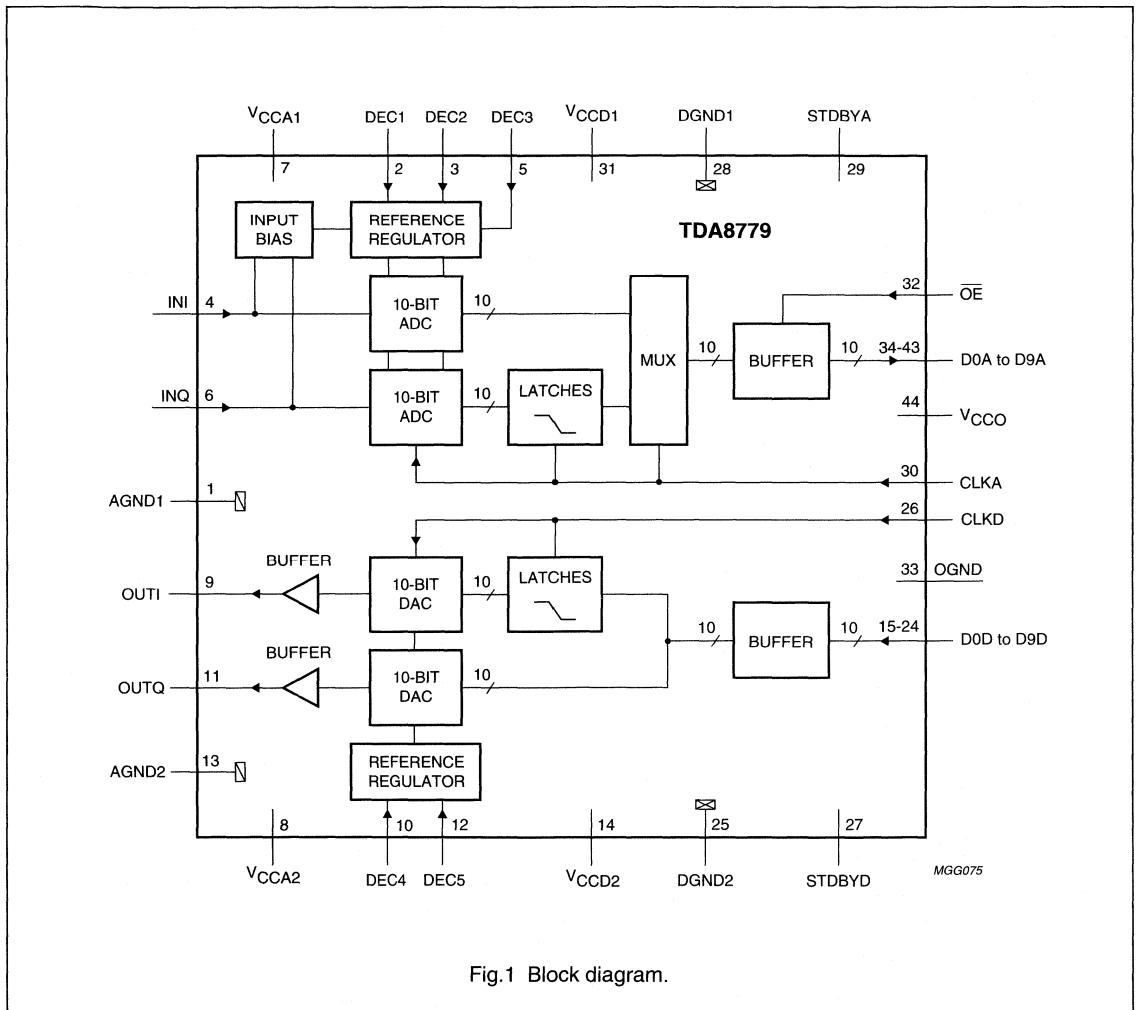 VCCA1 DEC1 DEC2 DEC3 VCCD1 DGND1 STDBYA
7 2 3 5 31 28 29
INPUT BIAS
REFERENCE REGULATOR
TDA8779
INI 4
10-BIT ADC
10
MUX
10
BUFFER
10
32 OE
34-43 D0A to D9A
INQ 6
10-BIT ADC
10
LATCHES
44 VCCO
AGND1 1
30 CLKA
26 CLKD
BUFFER
OUTI 9
10-BIT DAC
10
LATCHES
33 OGND
10
BUFFER
10
15-24 D0D to D9D
BUFFER
OUTQ 11
10-BIT DAC
10
AGND2 13
REFERENCE REGULATOR
8 10 12 14 25 27
VCCA2 DEC4 DEC5 VCCD2 DGND2 STDBYD
MGG075
Fig.1 Block diagram.